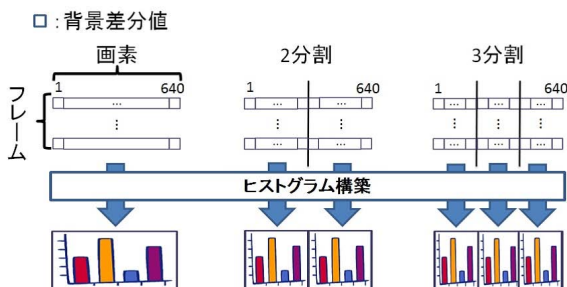 □:背景差分値
画素 2分割 3分割
1 640 1 640 1 640
フレーム
… … … … … …
⋮ ⋮ ⋮ ⋮ ⋮ ⋮
… … … … … …
ヒストグラム構築